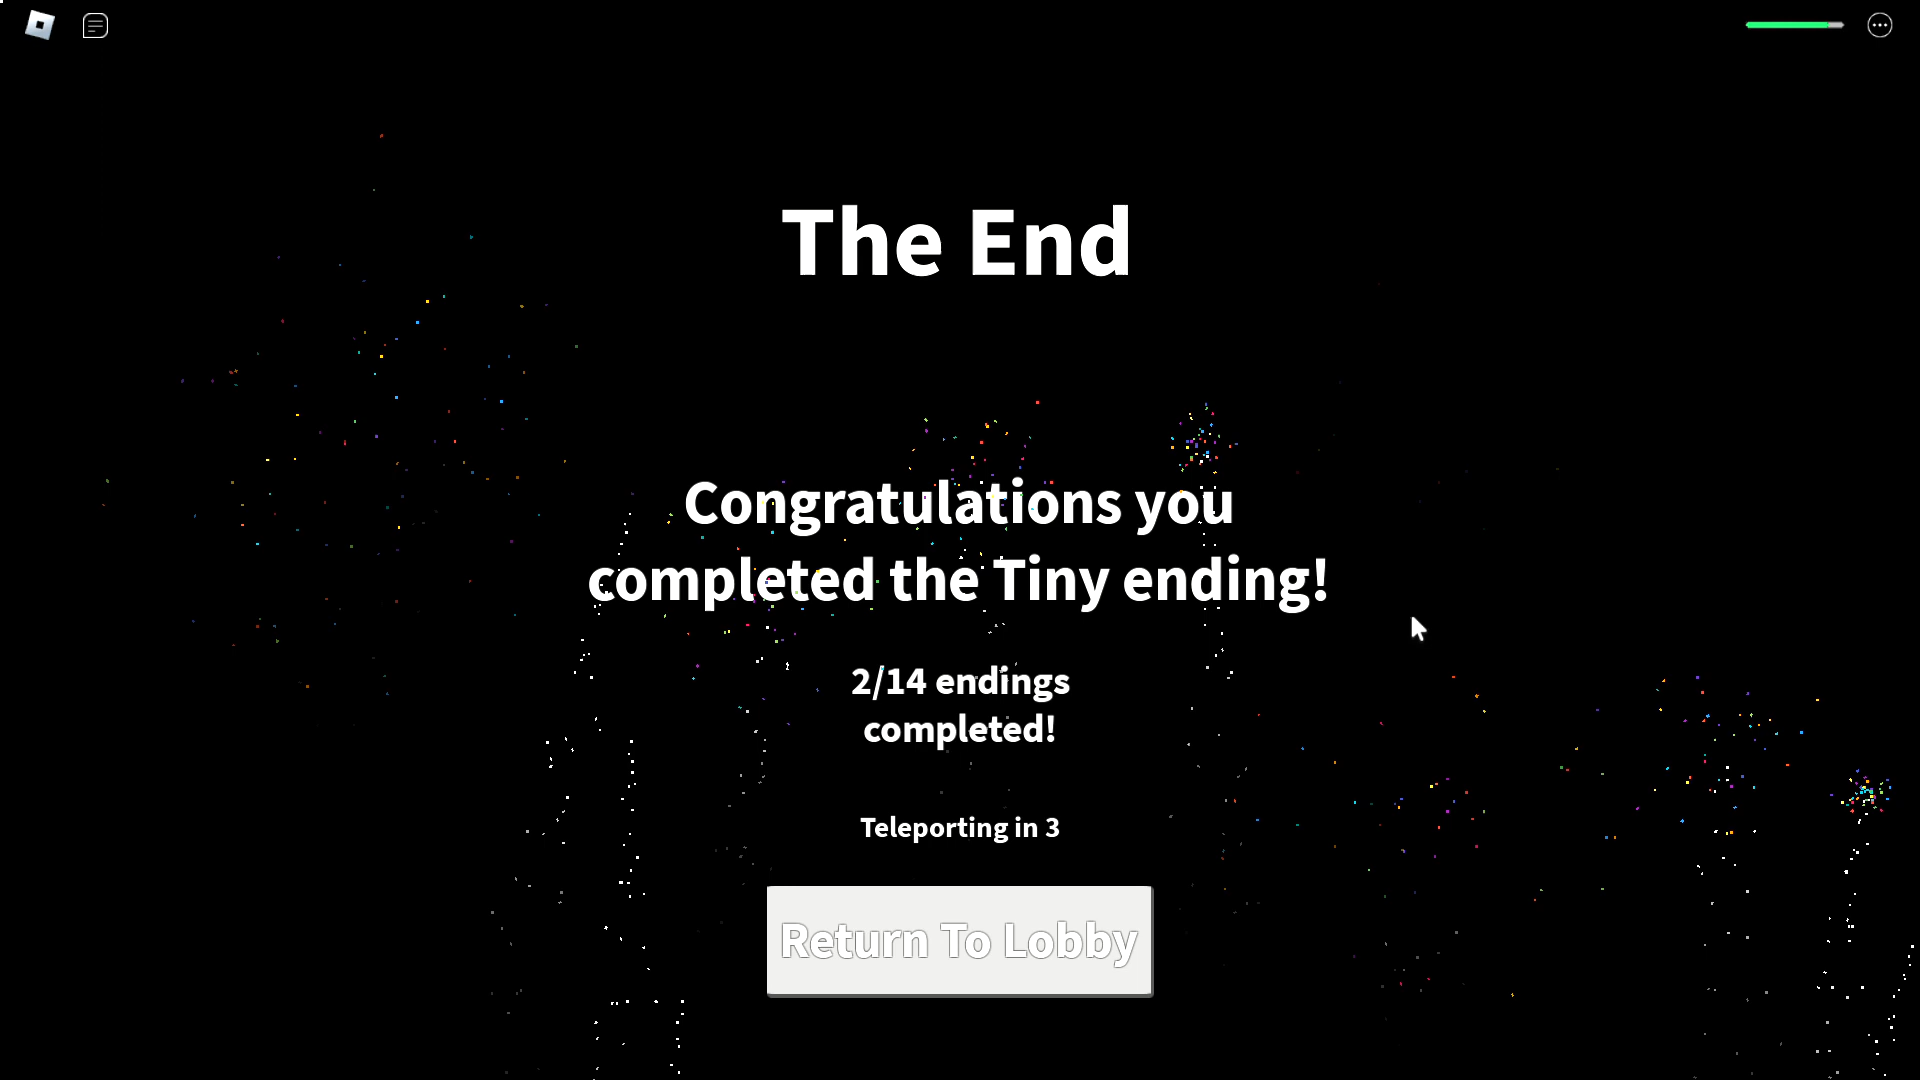 The End
Congratulations you
completed the Tiny ending!
2/14 endings
completed!
Teleporting in 3
Return To Lobby